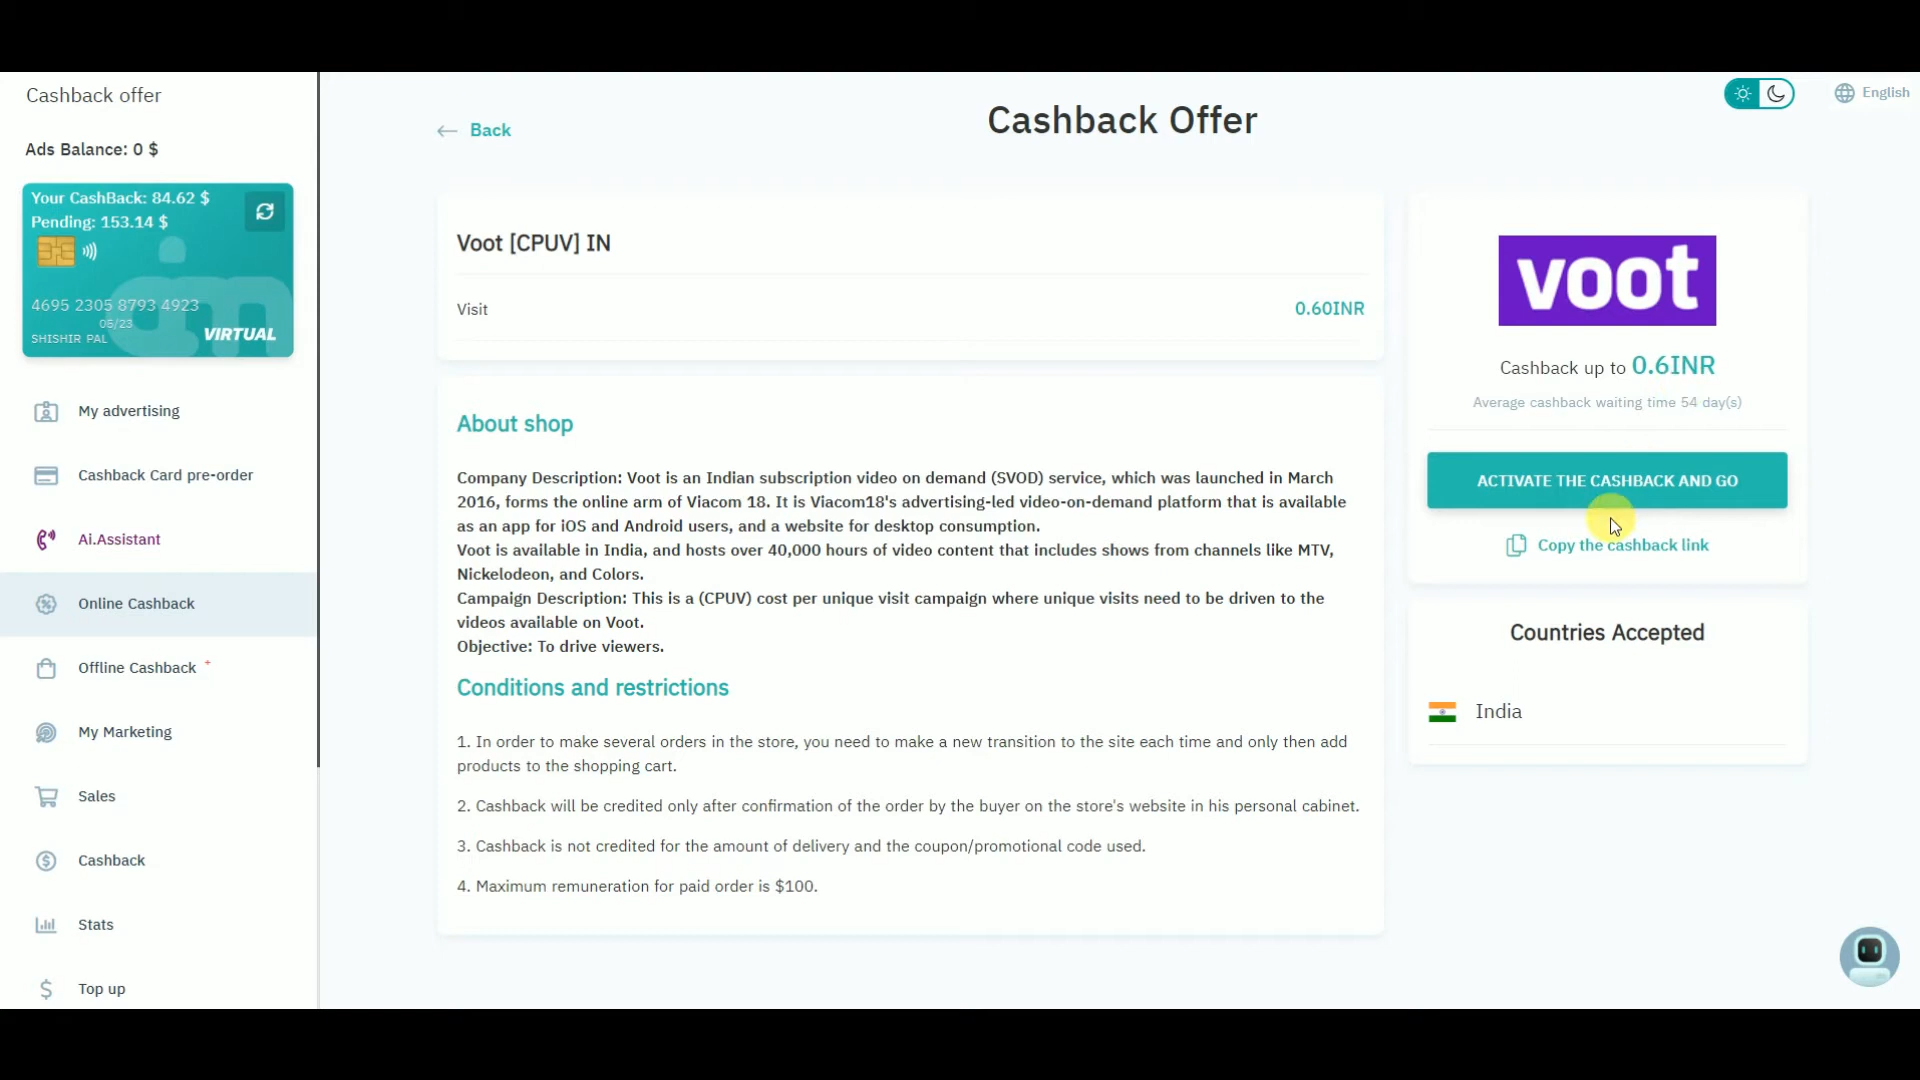 Cashback offer
Ads Balance: 0 $
Your CashBack: 84.62 $
Pending: 153.14 $
4695 2305 8793 4923
05/23
SHISHIR PAL
VIRTUAL
My advertising
Cashback Card pre-order
Ai.Assistant
Online Cashback
Offline Cashback *
My Marketing
Sales
Cashback
Stats
Top up
Back
Cashback Offer
English
Voot [CPUV] IN
Visit
0.60INR
About shop
Company Description: Voot is an Indian subscription video on demand (SVOD) service, which was launched in March
2016, forms the online arm of Viacom 18. It is Viacom18's advertising-led video-on-demand platform that is available
as an app for iOS and Android users, and a website for desktop consumption.
Voot is available in India, and hosts over 40,000 hours of video content that includes shows from channels like MTV,
Nickelodeon, and Colors.
Campaign Description: This is a (CPUV) cost per unique visit campaign where unique visits need to be driven to the
videos available on Voot.
Objective: To drive viewers.
Conditions and restrictions
1. In order to make several orders in the store, you need to make a new transition to the site each time and only then add
products to the shopping cart.
2. Cashback will be credited only after confirmation of the order by the buyer on the store's website in his personal cabinet.
3. Cashback is not credited for the amount of delivery and the coupon/promotional code used.
4. Maximum remuneration for paid order is $100.
voot
Cashback up to 0.6INR
Average cashback waiting time 54 day(s)
ACTIVATE THE CASHBACK AND GO
Copy the cashback link
Countries Accepted
India